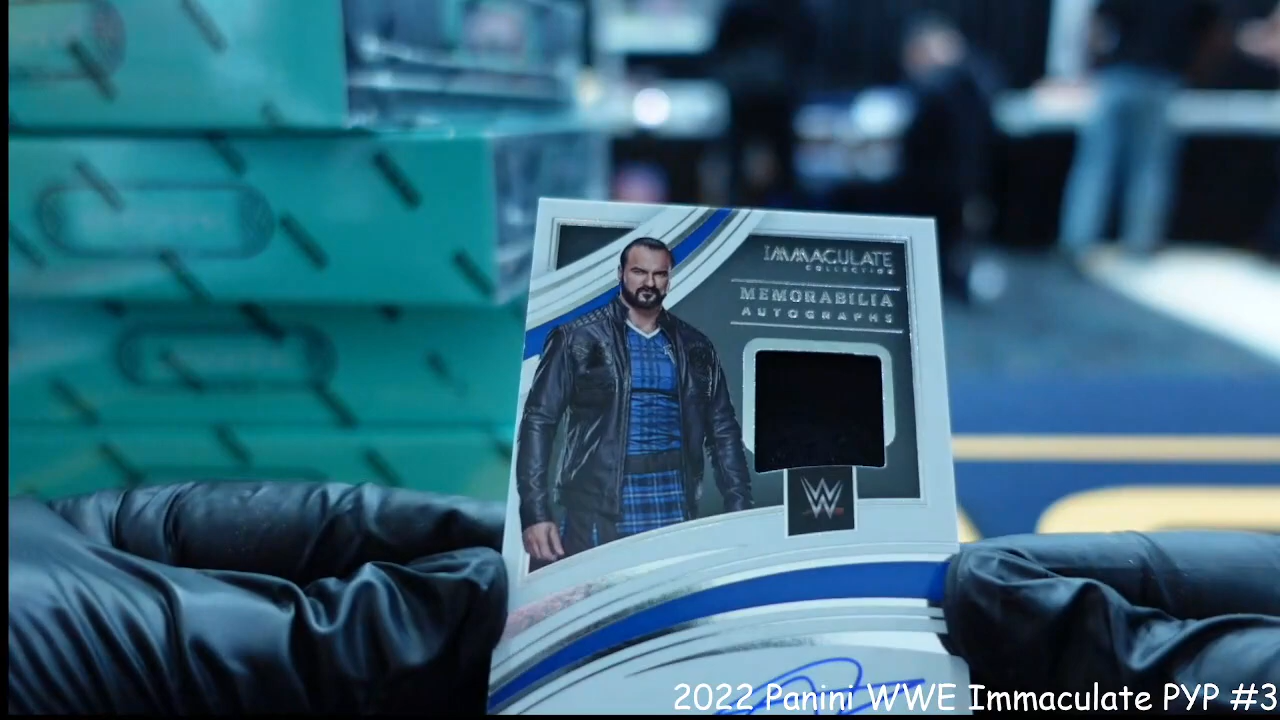 IMMACULATE
COLLECTION
MEMORABILIA
AUTOGRAPHS
W
2022 Panini WWE Immaculate PYP #3